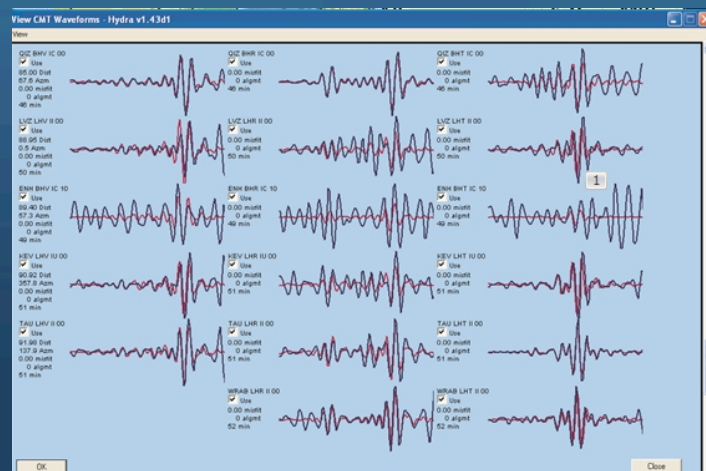 View CMT Waveforms - Hydra v1.43d1
View
QIZ BHV IC 00
Use
85.00 Dist
67.6 Azm
0.00 misfit
0 algmt
46 min
QIZ BHR IC 00
Use
0.00 misfit
0 algmt
46 min
QIZ BHT IC 00
Use
0.00 misfit
0 algmt
46 min
LVZ LHV II 00
Use
88.95 Dist
0.5 Azm
0.00 misfit
0 algmt
50 min
LVZ LHR II 00
Use
0.00 misfit
0 algmt
50 min
LVZ LHT II 00
Use
0.00 misfit
0 algmt
50 min
1
ENH BHV IC 10
Use
89.40 Dist
57.3 Azm
0.00 misfit
0 algmt
49 min
ENH BHR IC 10
Use
0.00 misfit
0 algmt
49 min
ENH BHT IC 10
Use
0.00 misfit
0 algmt
49 min
KEV LHV IU 00
Use
90.92 Dist
357.8 Azm
0.00 misfit
0 algmt
51 min
KEV LHR IU 00
Use
0.00 misfit
0 algmt
51 min
KEV LHT IU 00
Use
0.00 misfit
0 algmt
51 min
TAU LHV II 00
Use
91.98 Dist
137.9 Azm
0.00 misfit
0 algmt
51 min
TAU LHR II 00
Use
0.00 misfit
0 algmt
51 min
TAU LHT II 00
Use
0.00 misfit
0 algmt
51 min
WRAB LHR II 00
Use
0.00 misfit
0 algmt
52 min
WRAB LHT II 00
Use
0.00 misfit
0 algmt
52 min
OK
Close